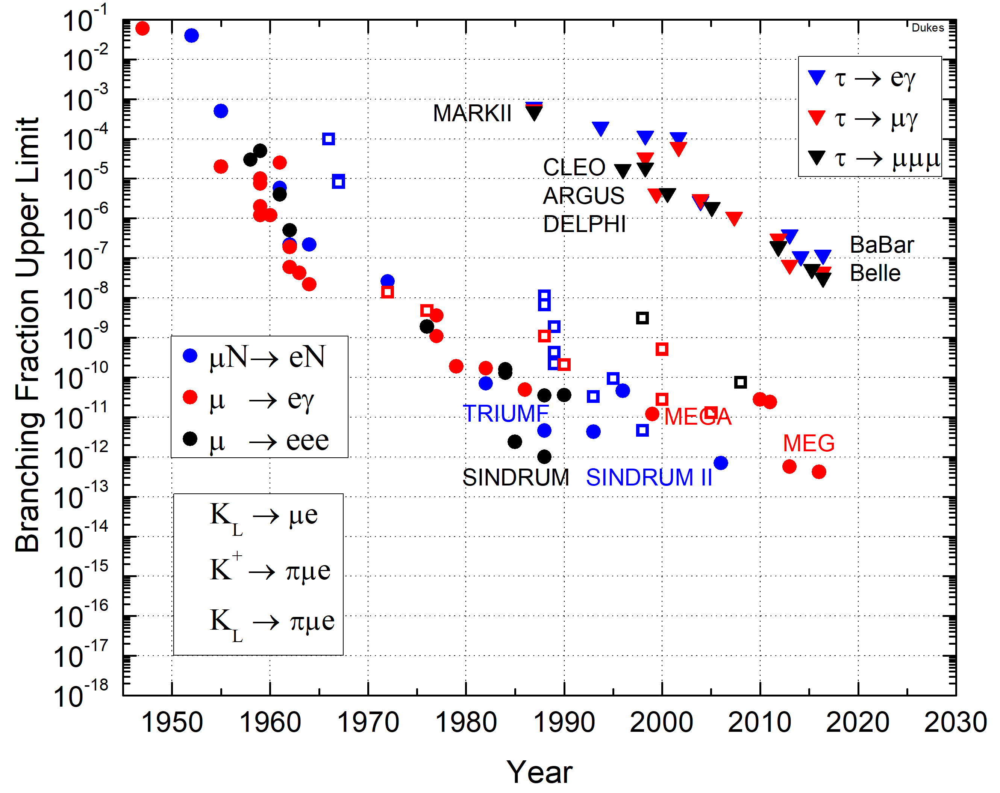 Dukes
10⁻¹
10⁻²
10⁻³
10⁻⁴
10⁻⁵
10⁻⁶
10⁻⁷
10⁻⁸
10⁻⁹
10⁻¹⁰
10⁻¹¹
10⁻¹²
10⁻¹³
10⁻¹⁴
10⁻¹⁵
10⁻¹⁶
10⁻¹⁷
10⁻¹⁸
Branching Fraction Upper Limit
τ → eγ
τ → μγ
τ → μμμ
MARKII
CLEO
ARGUS
DELPHI
BaBar
Belle
μN → eN
μ → eγ
μ → eee
TRIUMF
MEGA
MEG
SINDRUM
SINDRUM II
K_L → μe
K⁺ → πμe
K_L → πμe
1950 1960 1970 1980 1990 2000 2010 2020 2030
Year